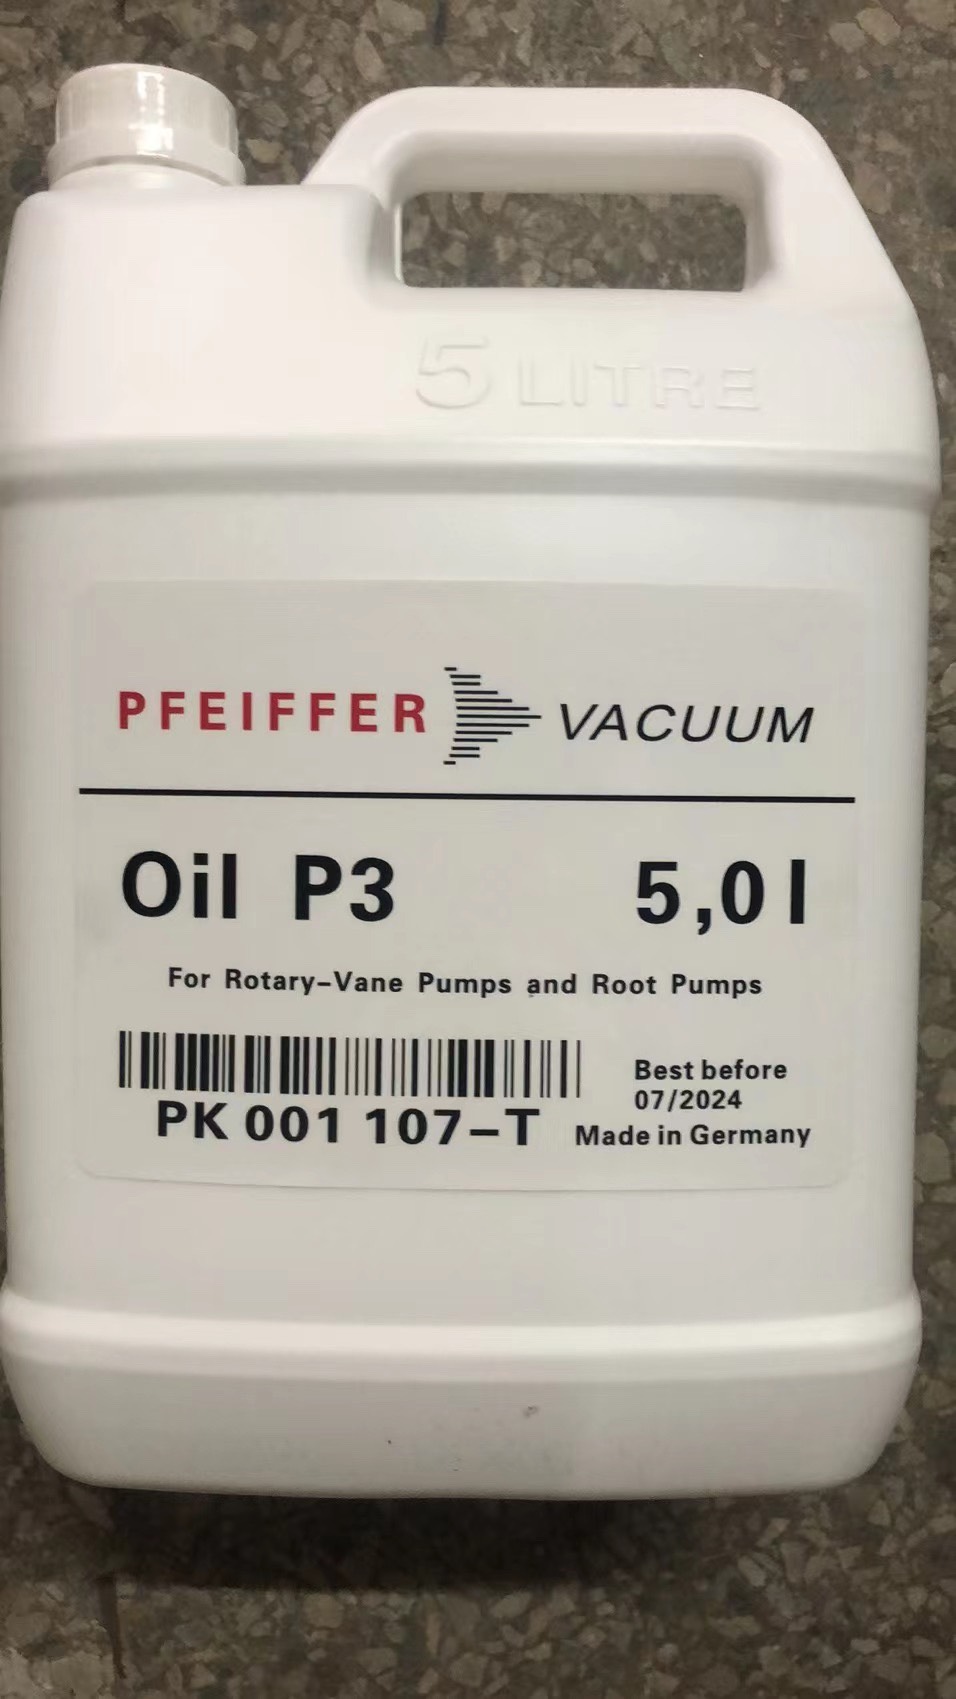 5 LITRE
PFEIFFER VACUUM
Oil P3 5,0 l
For Rotary-Vane Pumps and Root Pumps
PK 001 107-T
Best before
07/2024
Made in Germany